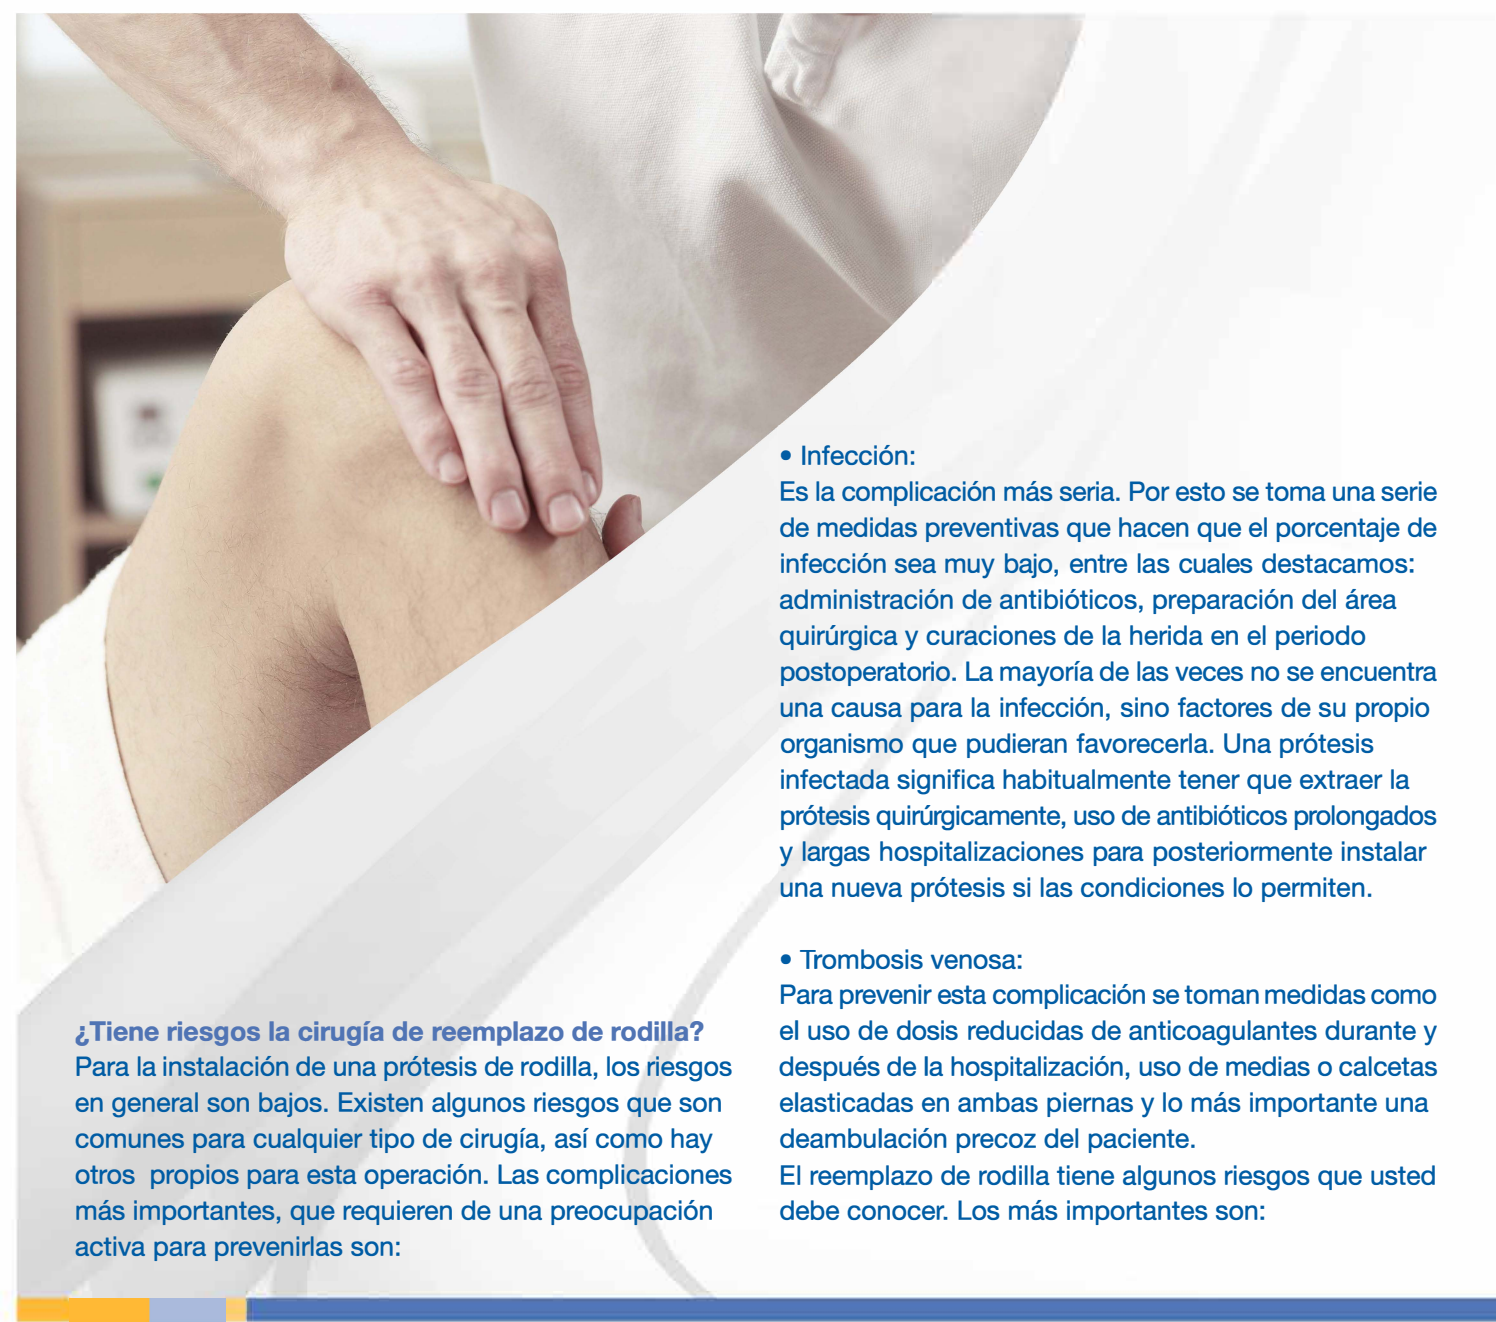 ¿Tiene riesgos la cirugía de reemplazo de rodilla?
Para la instalación de una prótesis de rodilla, los riesgos
en general son bajos. Existen algunos riesgos que son
comunes para cualquier tipo de cirugía, así como hay
otros propios para esta operación. Las complicaciones
más importantes, que requieren de una preocupación
activa para prevenirlas son:
• Infección:
Es la complicación más seria. Por esto se toma una serie
de medidas preventivas que hacen que el porcentaje de
infección sea muy bajo, entre las cuales destacamos:
administración de antibióticos, preparación del área
quirúrgica y curaciones de la herida en el periodo
postoperatorio. La mayoría de las veces no se encuentra
una causa para la infección, sino factores de su propio
organismo que pudieran favorecerla. Una prótesis
infectada significa habitualmente tener que extraer la
prótesis quirúrgicamente, uso de antibióticos prolongados
y largas hospitalizaciones para posteriormente instalar
una nueva prótesis si las condiciones lo permiten.
• Trombosis venosa:
Para prevenir esta complicación se toman medidas como
el uso de dosis reducidas de anticoagulantes durante y
después de la hospitalización, uso de medias o calcetas
elasticadas en ambas piernas y lo más importante una
deambulación precoz del paciente.
El reemplazo de rodilla tiene algunos riesgos que usted
debe conocer. Los más importantes son: